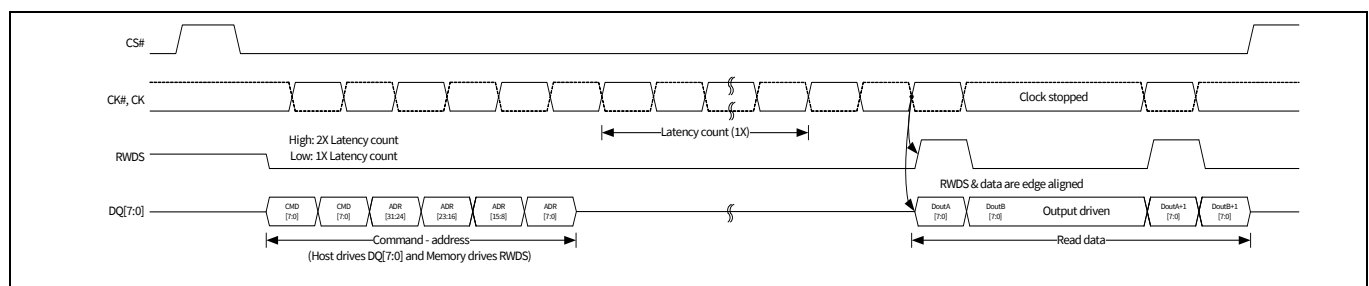 CS#
CK#, CK
Clock stopped
Latency count (1X)
High: 2X Latency count
Low: 1X Latency count
RWDS
RWDS & data are edge aligned
DQ[7:0]
CMD
[7:0]
CMD
[7:0]
ADR
[31:24]
ADR
[23:16]
ADR
[15:8]
ADR
[7:0]
DoutA
[7:0]
DoutB
[7:0]
Output driven
DoutA+1
[7:0]
DoutB+1
[7:0]
Command - address
Read data
(Host drives DQ[7:0] and Memory drives RWDS)